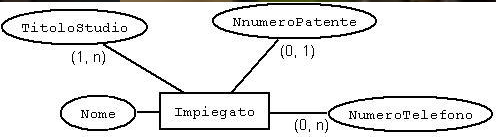 TitoloStudio
NnumeroPatente
(1, n)
(0, 1)
Nome
Impiegato
NumeroTelefono
(0, n)